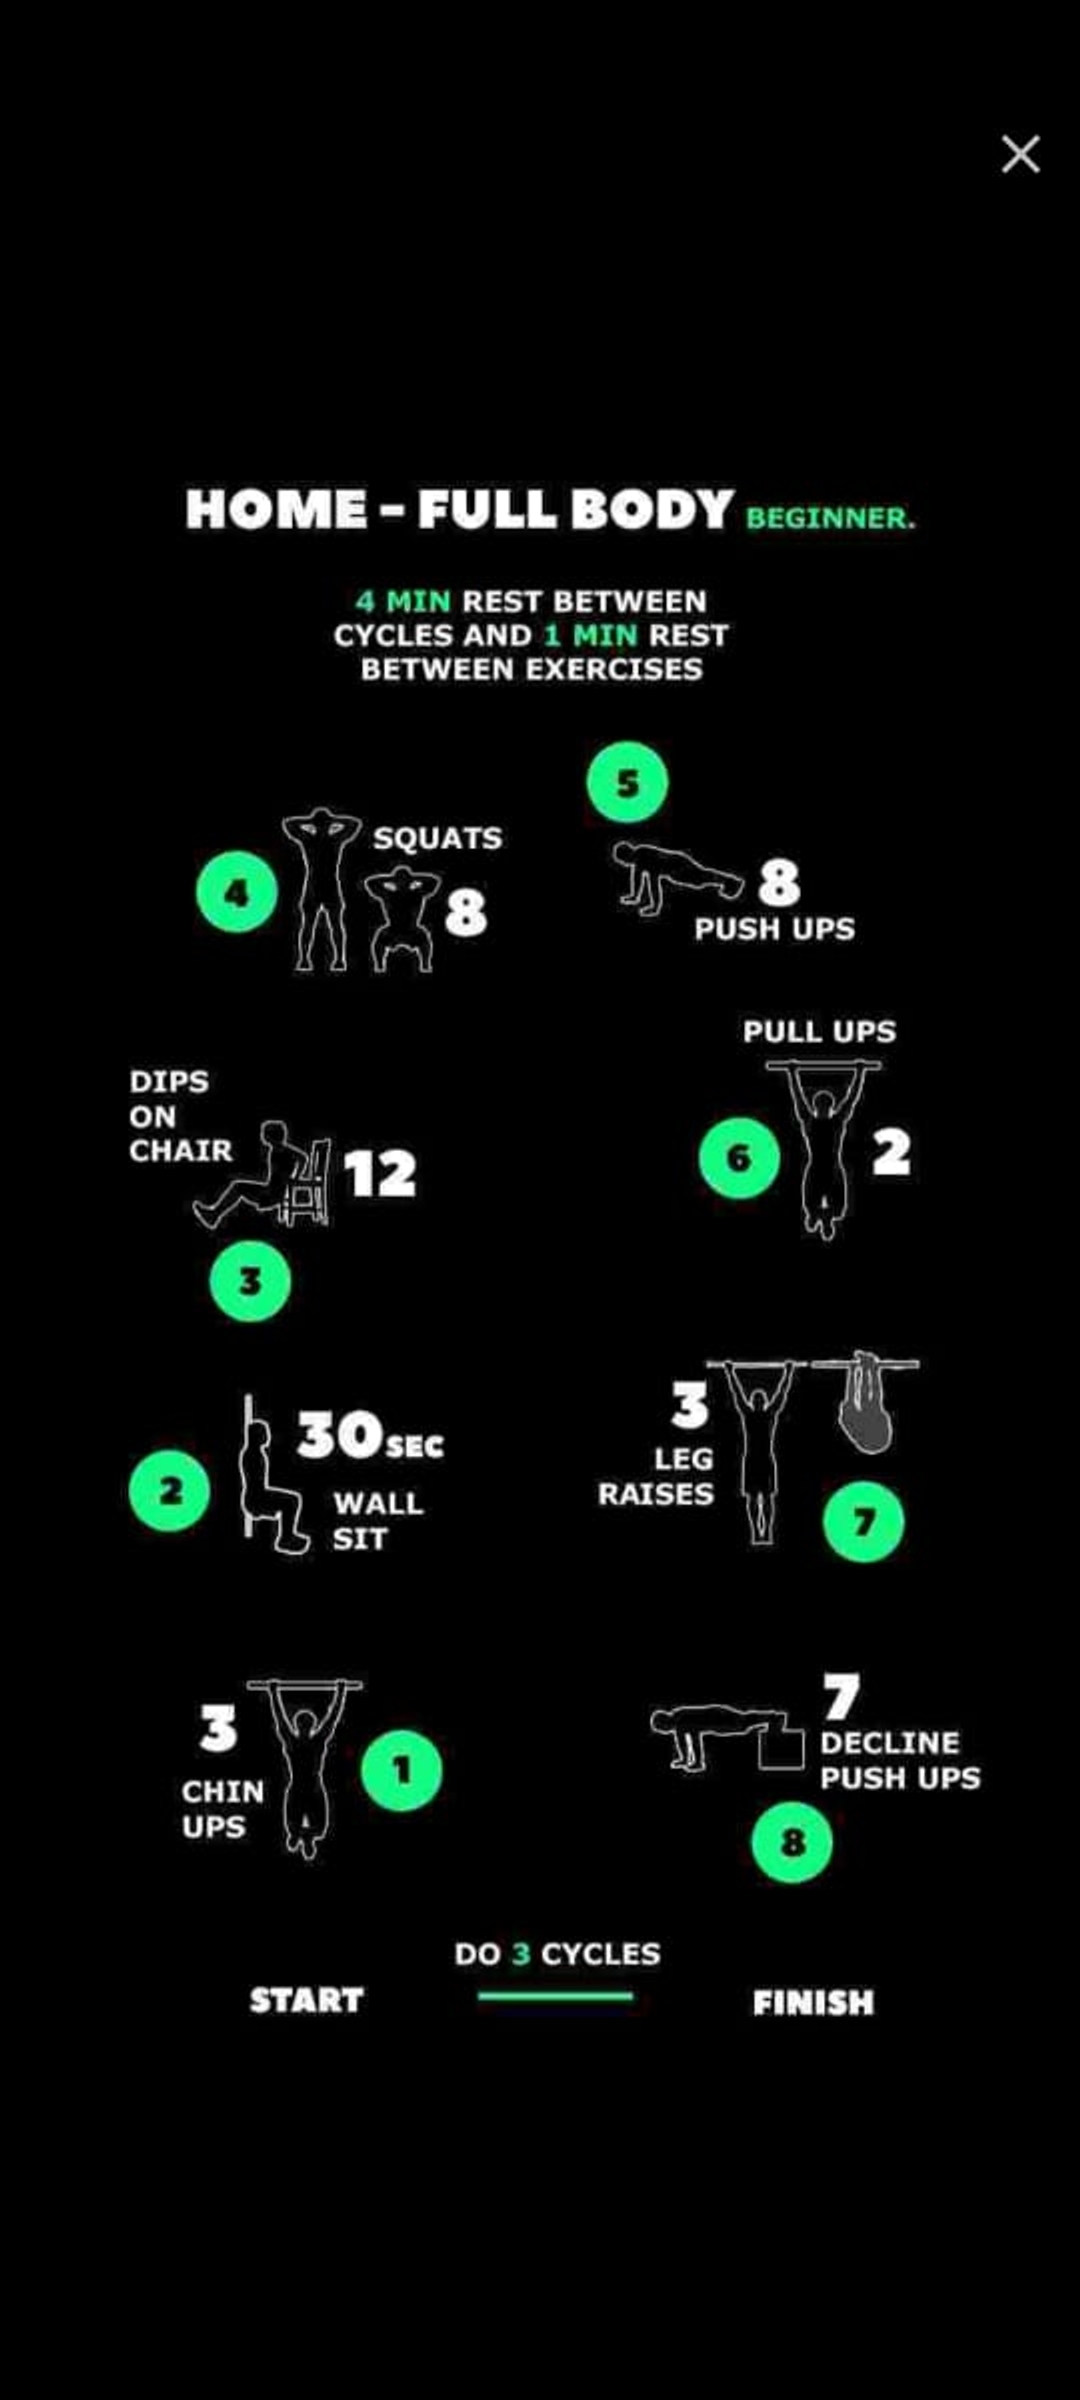 HOME - FULL BODY BEGINNER.
4 MIN REST BETWEEN
CYCLES AND 1 MIN REST
BETWEEN EXERCISES
5
SQUATS
4
8
8
PUSH UPS
PULL UPS
DIPS
ON
CHAIR
12
6
2
3
30SEC
2
WALL
SIT
3
LEG
RAISES
7
3
CHIN
UPS
1
7
DECLINE
PUSH UPS
8
DO 3 CYCLES
START
FINISH